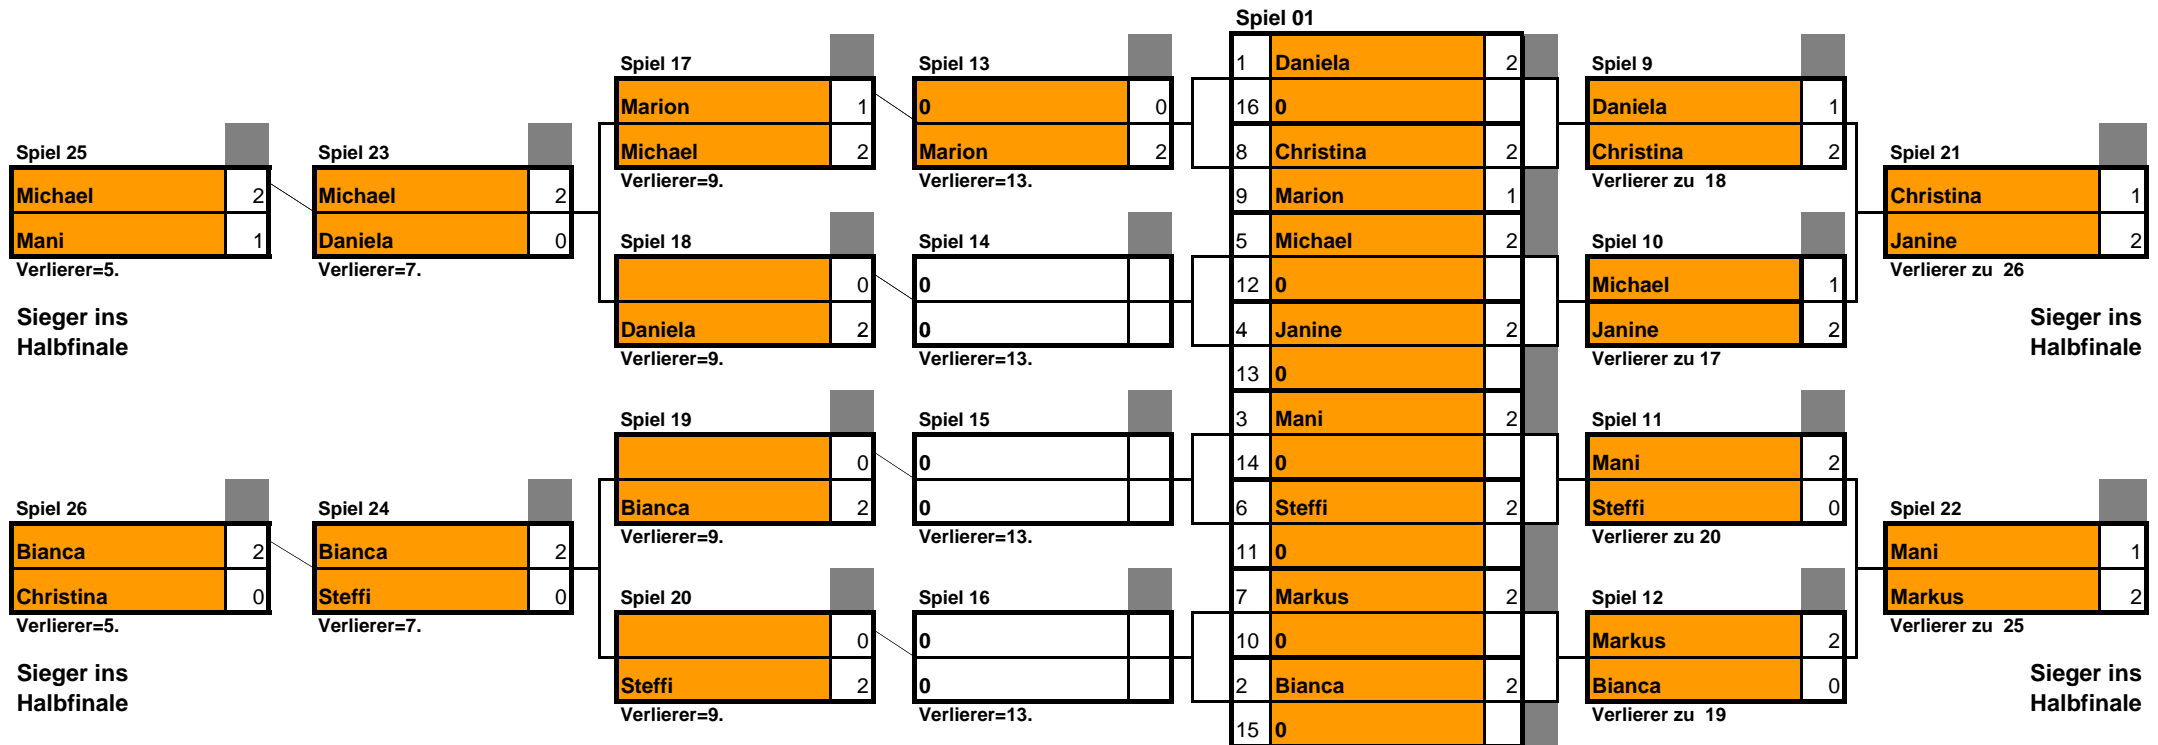 Spiel 01
Spiel 17 Spiel 13 1 Daniela 2 Spiel 9
Marion 1 0 0 16 0 Daniela 1
Spiel 25 Spiel 23 Michael 2 Marion 2 8 Christina 2 Christina 2 Spiel 21
Verlierer=9. Verlierer=13. Verlierer zu 18
Michael 2 Michael 2 9 Marion 1 Christina 1
Mani 1 Daniela 0 Spiel 18 Spiel 14 5 Michael 2 Spiel 10 Janine 2
Verlierer=5. Verlierer=7. Verlierer zu 26
0 0 12 0 Michael 1
Sieger ins Sieger ins
Daniela 2 0 4 Janine 2 Janine 2
Halbfinale Halbfinale
Verlierer=9. Verlierer=13. Verlierer zu 17
13 0
Spiel 19 Spiel 15 3 Mani 2 Spiel 11
0 0 14 0 Mani 2
Spiel 26 Spiel 24 Bianca 2 0 6 Steffi 2 Steffi 0 Spiel 22
Verlierer=9. Verlierer=13. Verlierer zu 20
Bianca 2 Bianca 2 11 0 Mani 1
Christina 0 Steffi 0 Spiel 20 Spiel 16 7 Markus 2 Spiel 12 Markus 2
Verlierer=5. Verlierer=7. Verlierer zu 25
0 0 10 0 Markus 2
Sieger ins Sieger ins
Steffi 2 0 2 Bianca 2 Bianca 0
Halbfinale Halbfinale
Verlierer=9. Verlierer=13. Verlierer zu 19
15 0